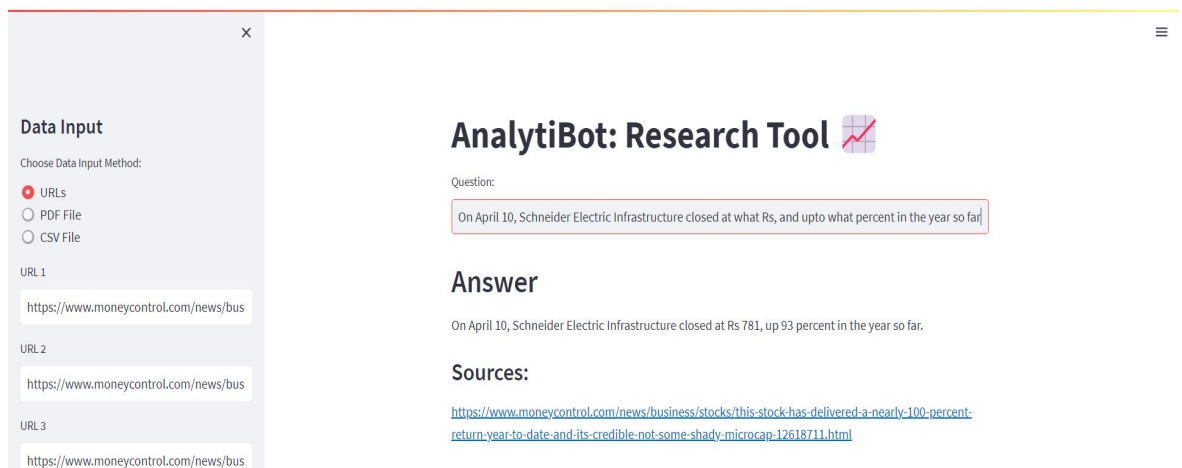 Data Input
Choose Data Input Method:
URLs
PDF File
CSV File
URL 1
https://www.moneycontrol.com/news/bus
URL 2
https://www.moneycontrol.com/news/bus
URL 3
https://www.moneycontrol.com/news/bus
AnalytiBot: Research Tool
Question:
On April 10, Schneider Electric Infrastructure closed at what Rs, and upto what percent in the year so far
Answer
On April 10, Schneider Electric Infrastructure closed at Rs 781, up 93 percent in the year so far.
Sources:
https://www.moneycontrol.com/news/business/stocks/this-stock-has-delivered-a-nearly-100-percent-
return-year-to-date-and-its-credible-not-some-shady-microcap-12618711.html